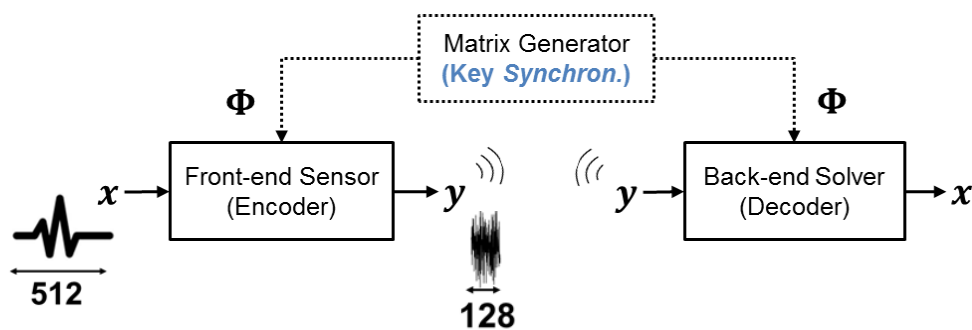 Matrix Generator
(Key Synchron.)
Φ
Φ
x
Front-end Sensor
(Encoder)
y
y
Back-end Solver
(Decoder)
x
512
128